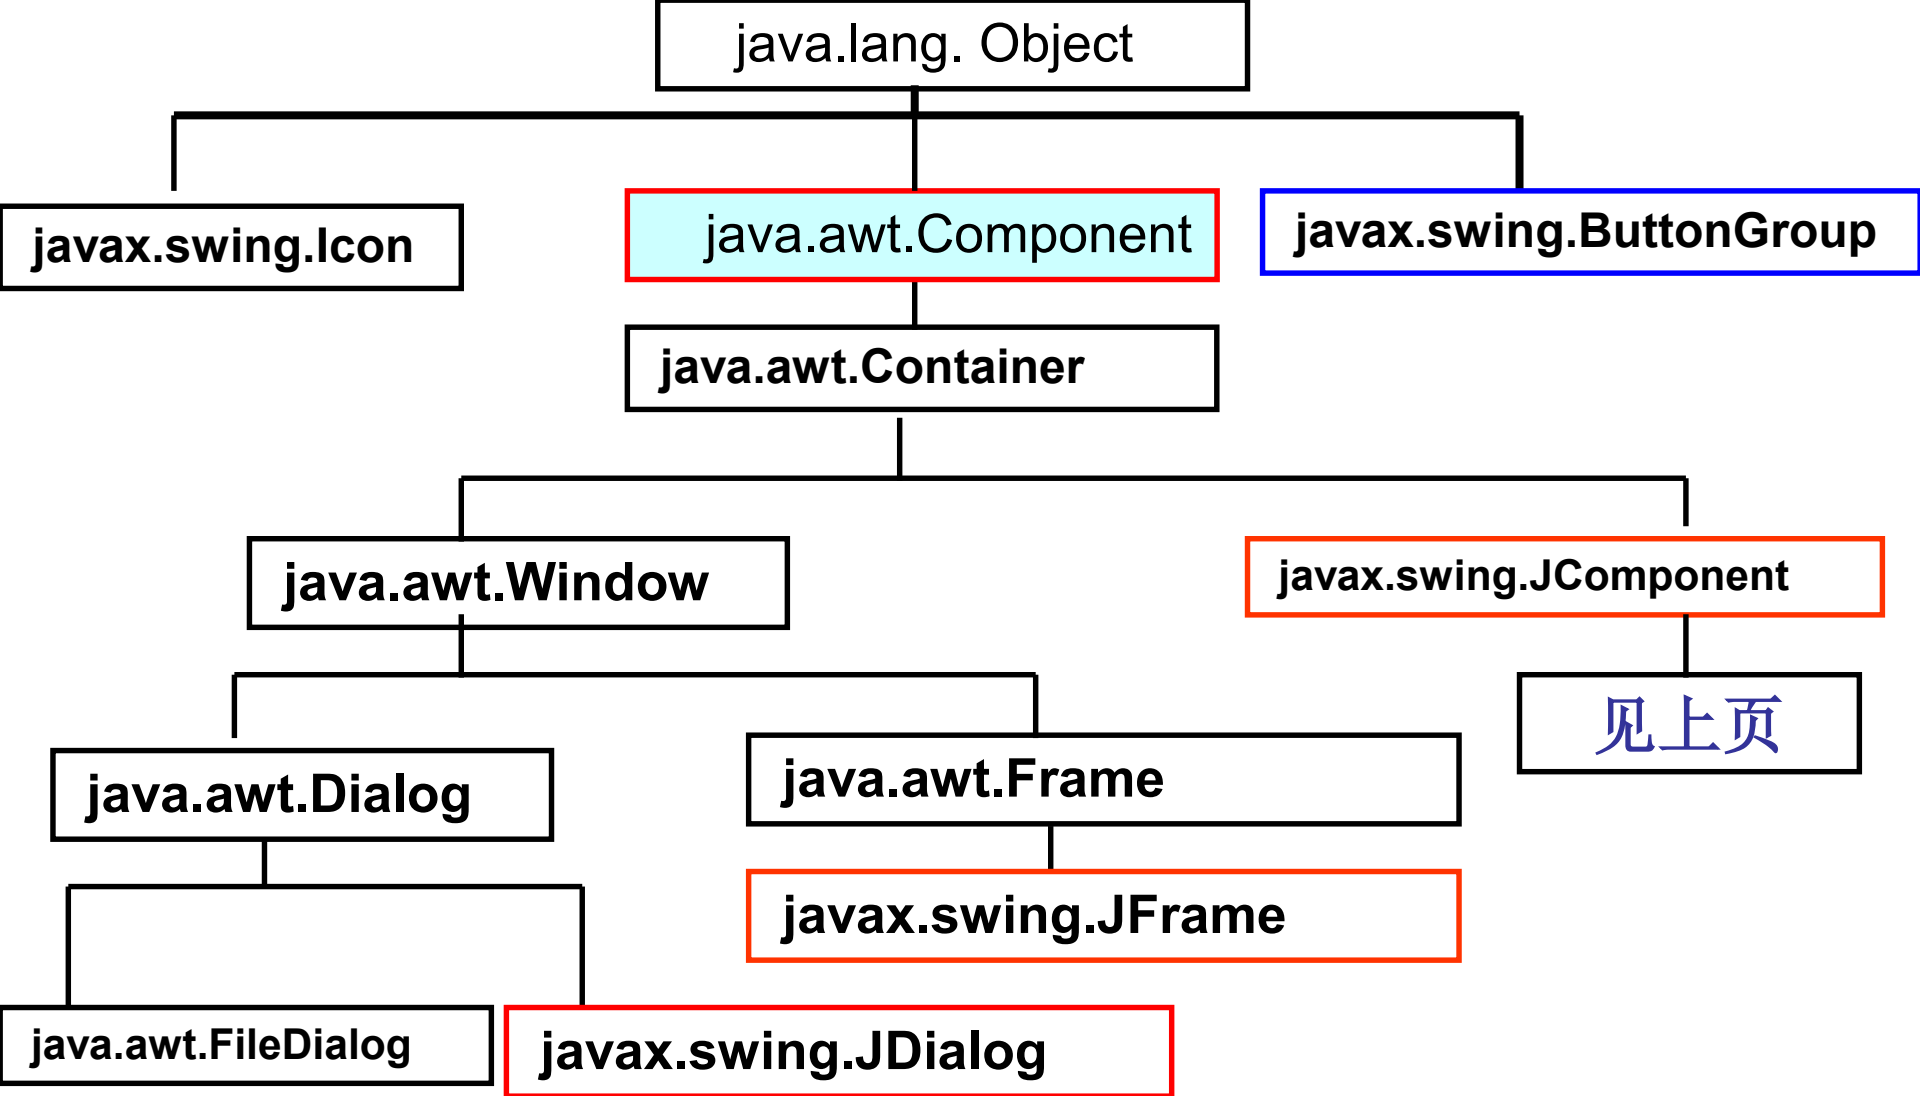 java.lang. Object
javax.swing.Icon
java.awt.Component
javax.swing.ButtonGroup
java.awt.Container
java.awt.Window
javax.swing.JComponent
见上页
java.awt.Dialog
java.awt.Frame
javax.swing.JFrame
java.awt.FileDialog
javax.swing.JDialog